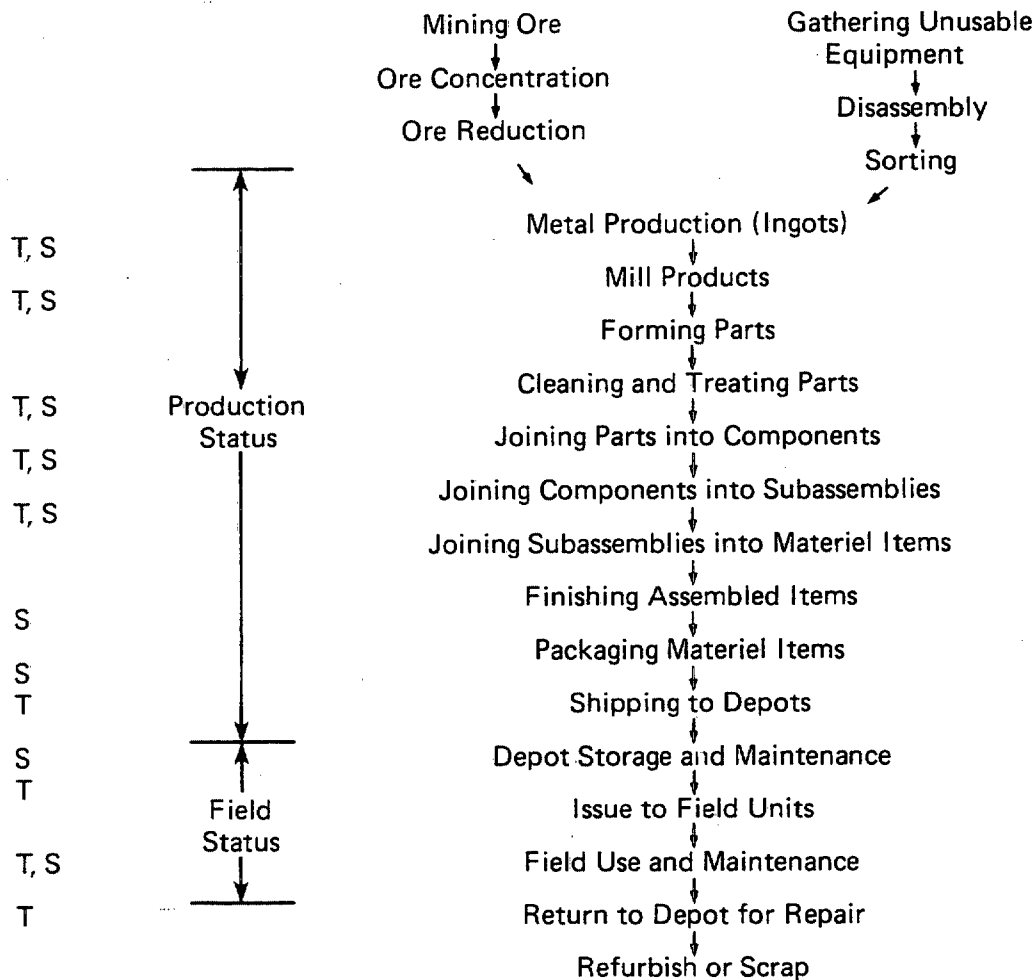 Mining Ore
Ore Concentration
Ore Reduction
Gathering Unusable
Equipment
Disassembly
Sorting
Metal Production (Ingots)
T, S
Mill Products
T, S
Forming Parts
Cleaning and Treating Parts
T, S
Production
Status
Joining Parts into Components
T, S
Joining Components into Subassemblies
T, S
Joining Subassemblies into Materiel Items
Finishing Assembled Items
S
Packaging Materiel Items
S
T
Shipping to Depots
S
T
Depot Storage and Maintenance
Field
Status
Issue to Field Units
T, S
Field Use and Maintenance
T
Return to Depot for Repair
Refurbish or Scrap